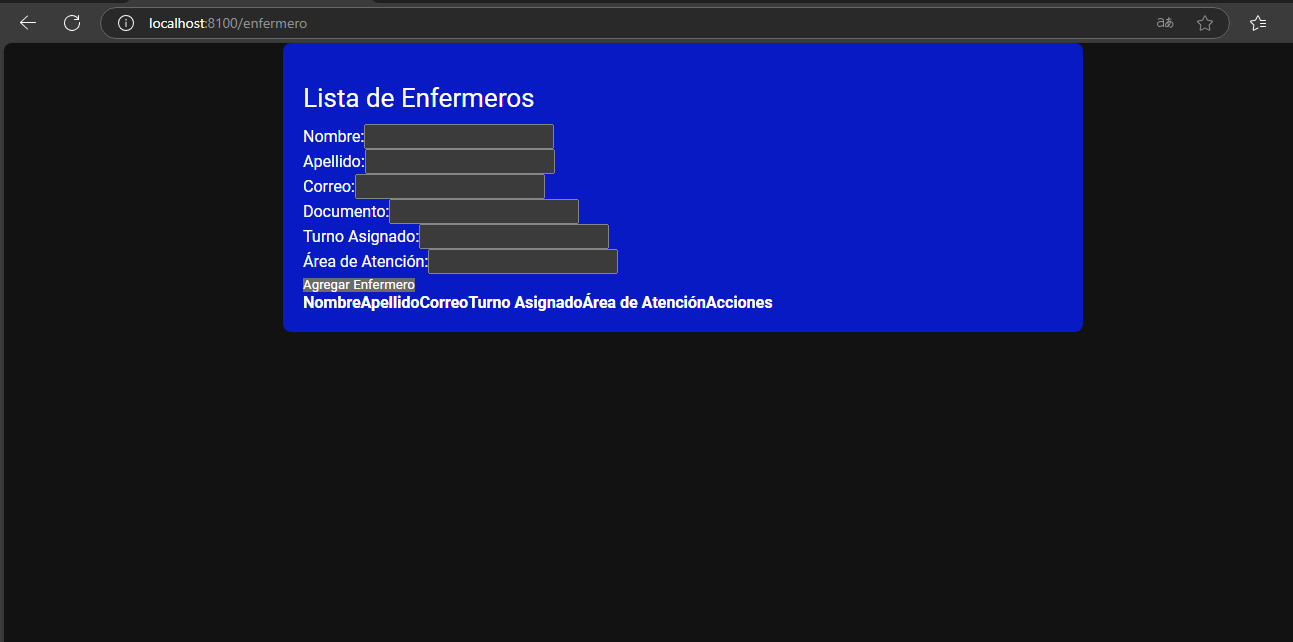 localhost:8100/enfermero
Lista de Enfermeros
Nombre:
Apellido:
Correo:
Documento:
Turno Asignado:
Área de Atención:
Agregar Enfermero
NombreApellidoCorreoTurno AsignadoÁrea de AtenciónAcciones